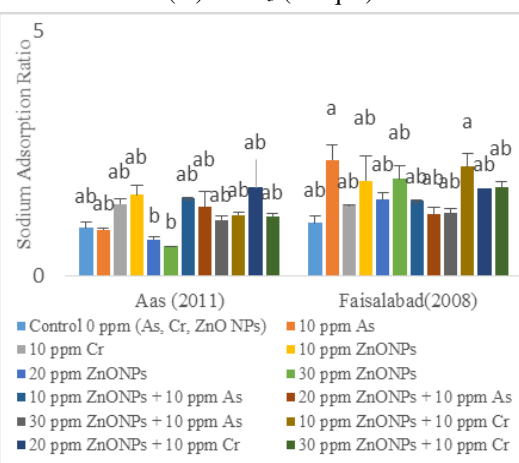 5
Sodium Adsorption Ratio
0
ab ab ab ab b b ab ab ab ab ab ab
ab a ab ab ab ab ab ab ab a ab ab
Aas (2011) Faisalabad(2008)
Control 0 ppm (As, Cr, ZnO NPs) 10 ppm As
10 ppm Cr 10 ppm ZnONPs
20 ppm ZnONPs 30 ppm ZnONPs
10 ppm ZnONPs + 10 ppm As 20 ppm ZnONPs + 10 ppm As
30 ppm ZnONPs + 10 ppm As 10 ppm ZnONPs + 10 ppm Cr
20 ppm ZnONPs + 10 ppm Cr 30 ppm ZnONPs + 10 ppm Cr